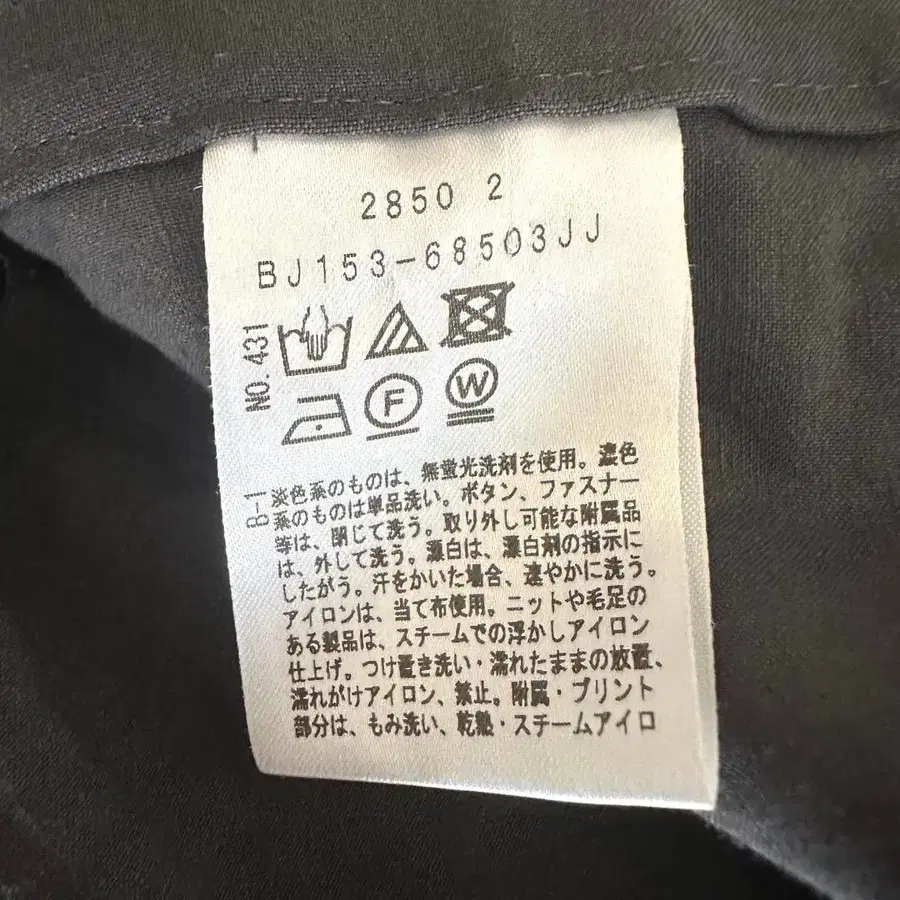 2850 2
BJ153-68503JJ
NO.431
F
W
B-1
淡色系のものは、無蛍光洗剤を使用。濃色
系のものは単品洗い。ボタン、ファスナー
等は、閉じて洗う。取り外し可能な附属品
は、外して洗う。漂白は、漂白剤の指示に
したがう。汗をかいた場合、速やかに洗う。
アイロンは、当て布使用。ニットや毛足の
ある製品は、スチームでの浮かしアイロン
仕上げ。つけ置き洗い・濡れたままの放置、
濡れがけアイロン、禁止。附属・プリント
部分は、もみ洗い、乾熱・スチームアイロ